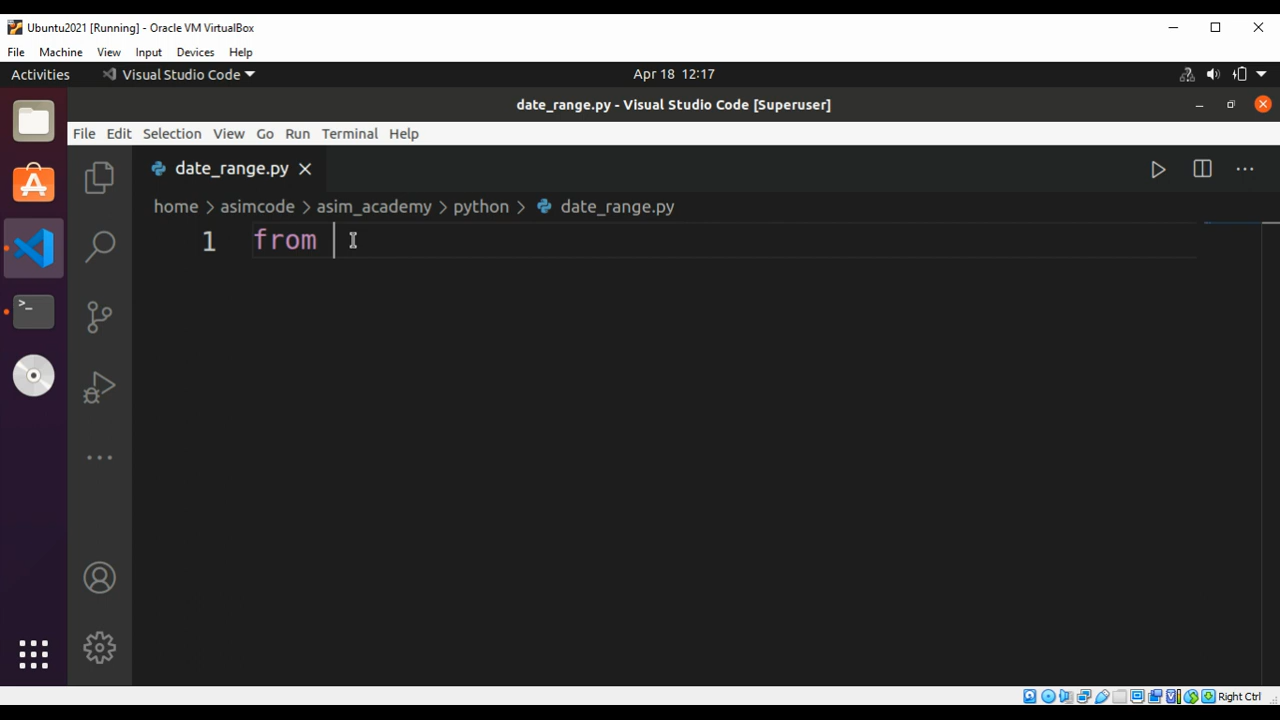 Ubuntu2021 [Running] - Oracle VM VirtualBox
File Machine View Input Devices Help
Activities Visual Studio Code Apr 18 12:17
date_range.py - Visual Studio Code [Superuser]
File Edit Selection View Go Run Terminal Help
date_range.py
home > asimcode > asim_academy > python > date_range.py
1 from
Right Ctrl